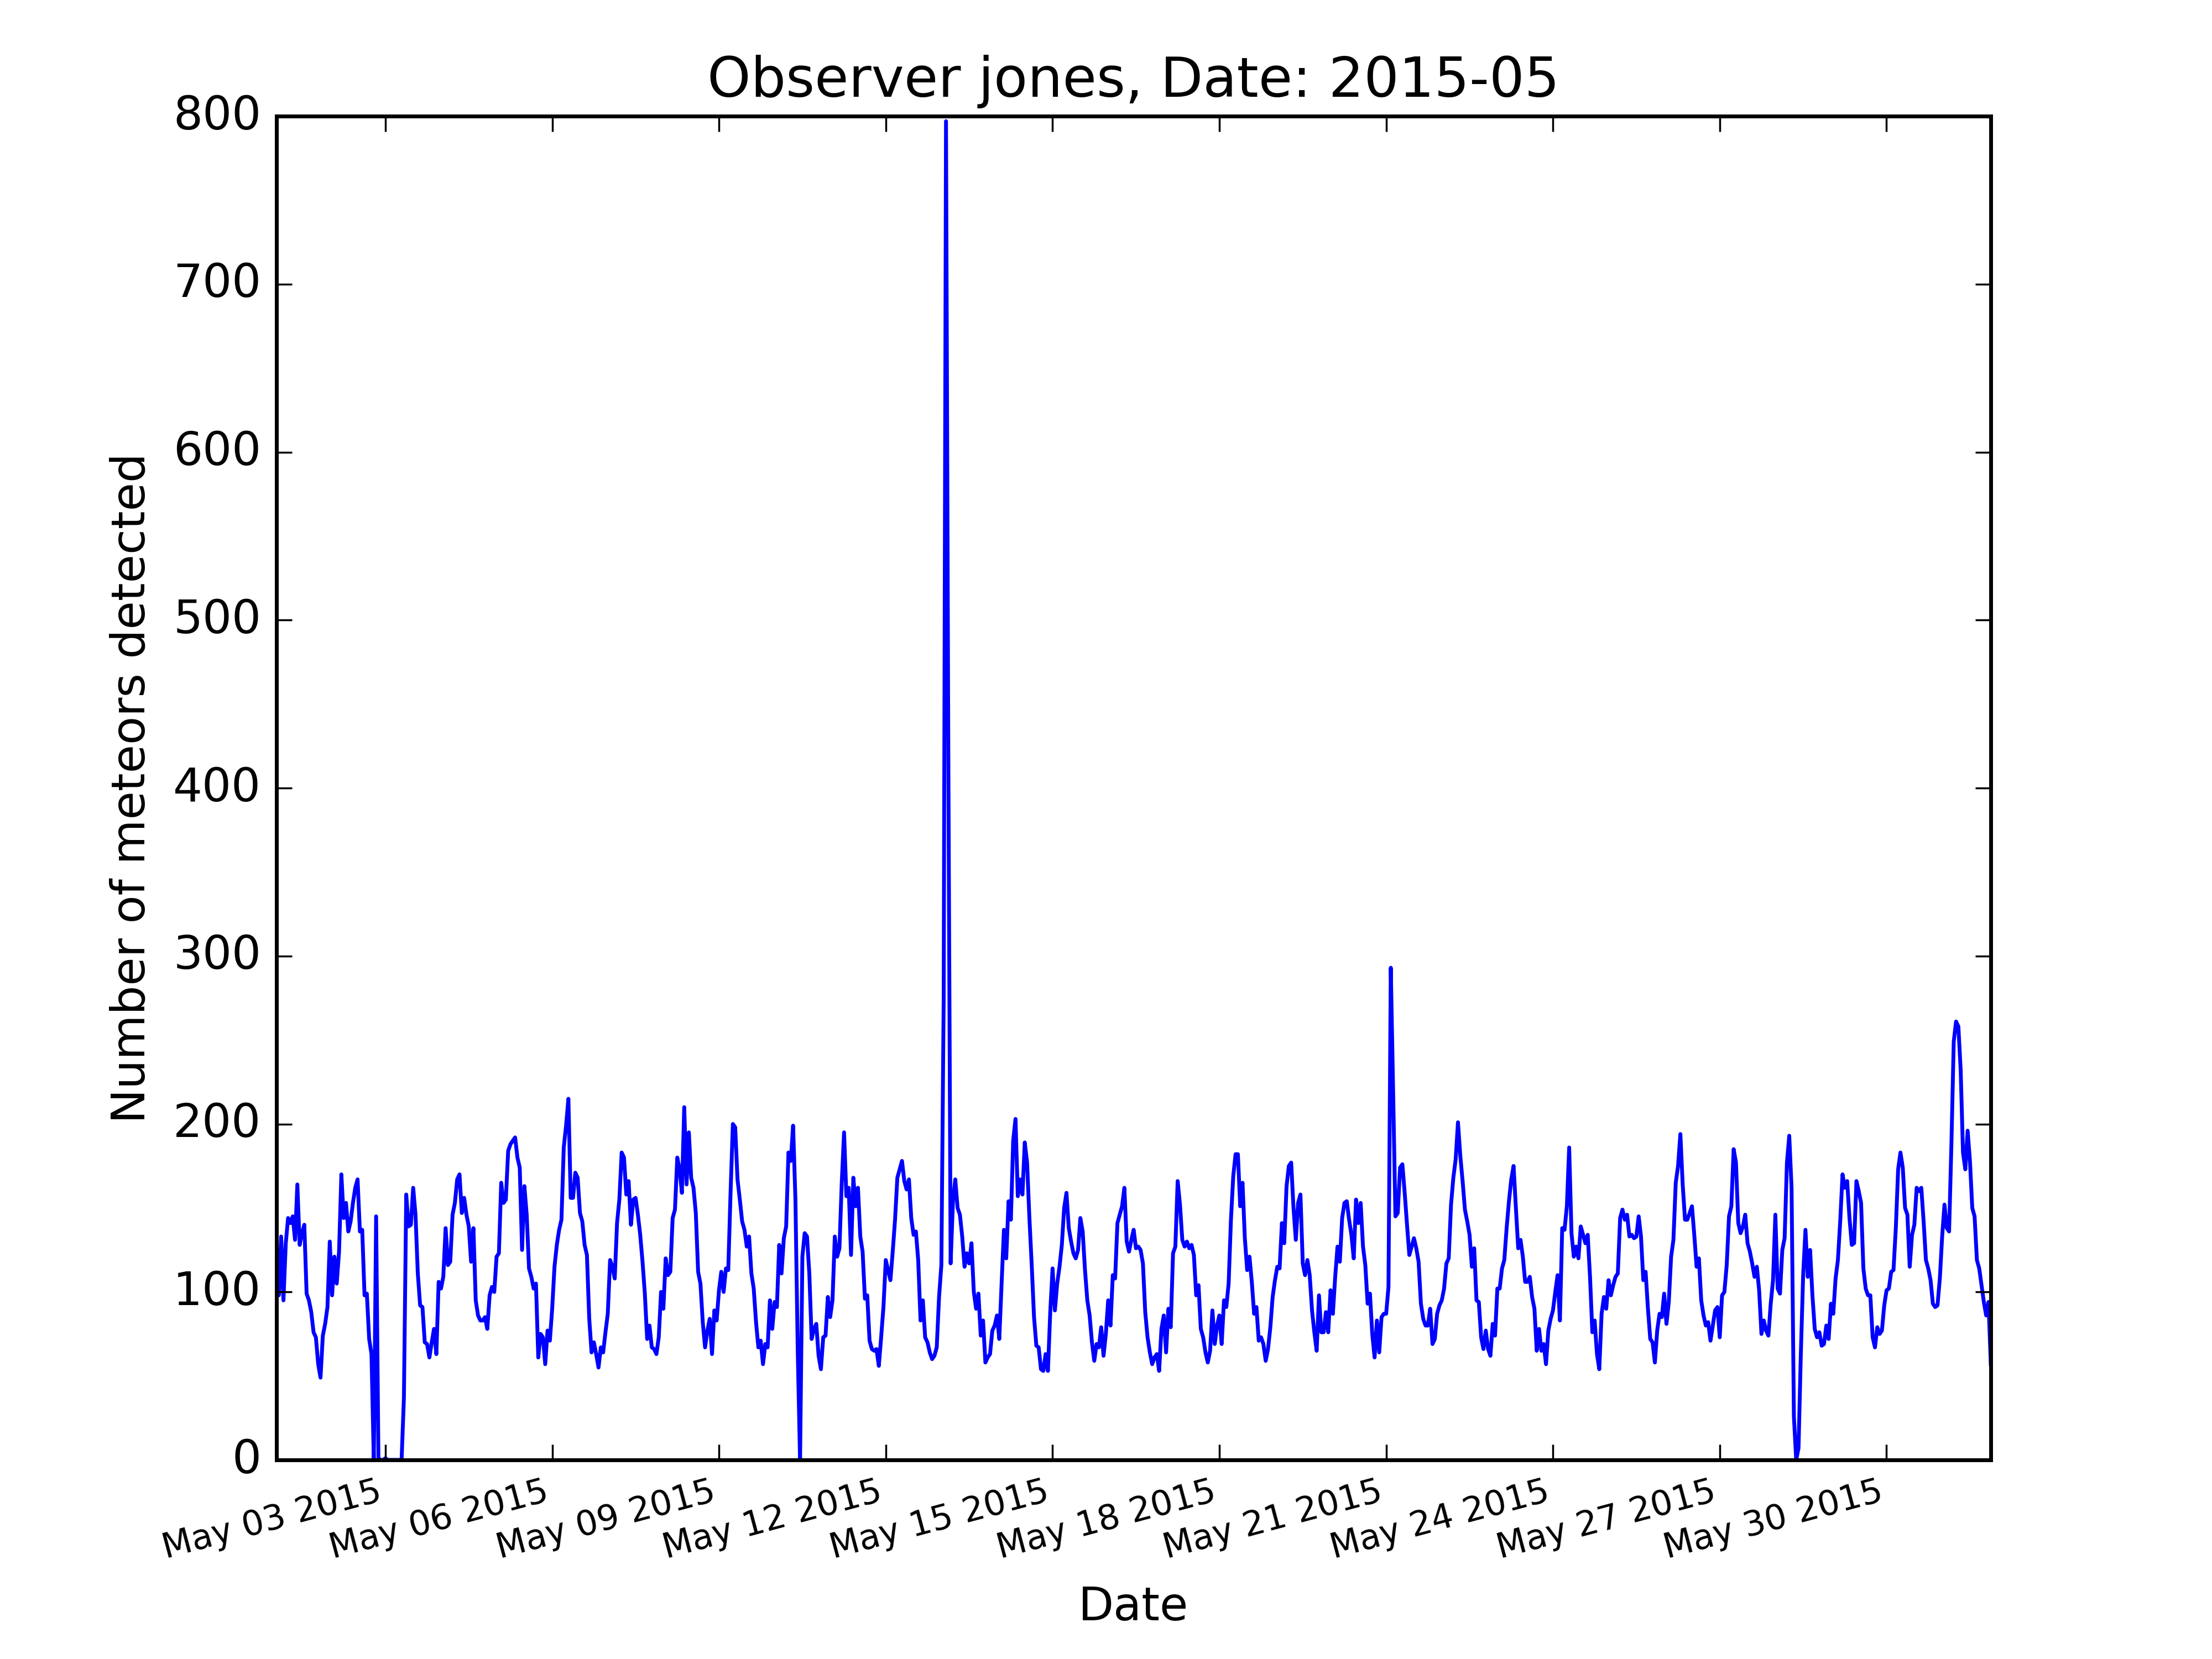 Observer jones, Date: 2015-05
800
700
600
500
400
300
200
100
0
Number of meteors detected
May 03 2015
May 06 2015
May 09 2015
May 12 2015
May 15 2015
May 18 2015
May 21 2015
May 24 2015
May 27 2015
May 30 2015
Date